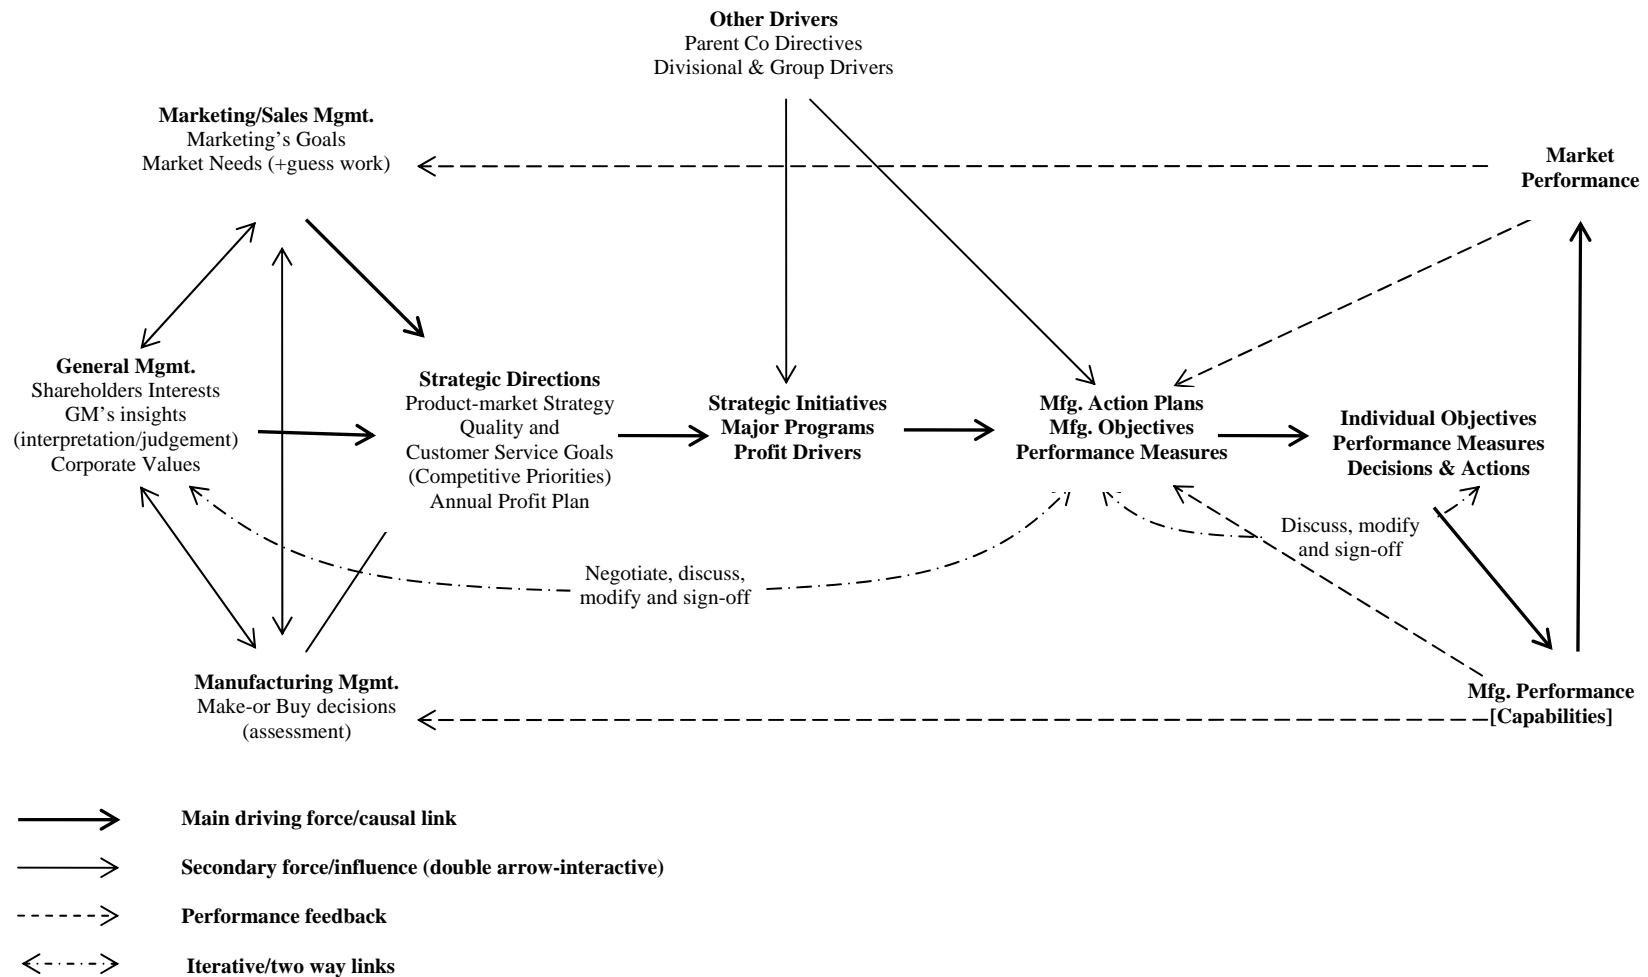 Other Drivers
Parent Co Directives
Divisional & Group Drivers
Marketing/Sales Mgmt.
Marketing’s Goals
Market Needs (+guess work)
Market
Performance
General Mgmt.
Shareholders Interests
GM’s insights
(interpretation/judgement)
Corporate Values
Strategic Directions
Product-market Strategy
Quality and
Customer Service Goals
(Competitive Priorities)
Annual Profit Plan
Strategic Initiatives
Major Programs
Profit Drivers
Mfg. Action Plans
Mfg. Objectives
Performance Measures
Individual Objectives
Performance Measures
Decisions & Actions
Discuss, modify
and sign-off
Negotiate, discuss,
modify and sign-off
Manufacturing Mgmt.
Make-or Buy decisions
(assessment)
Mfg. Performance
[Capabilities]
Main driving force/causal link
Secondary force/influence (double arrow-interactive)
Performance feedback
Iterative/two way links